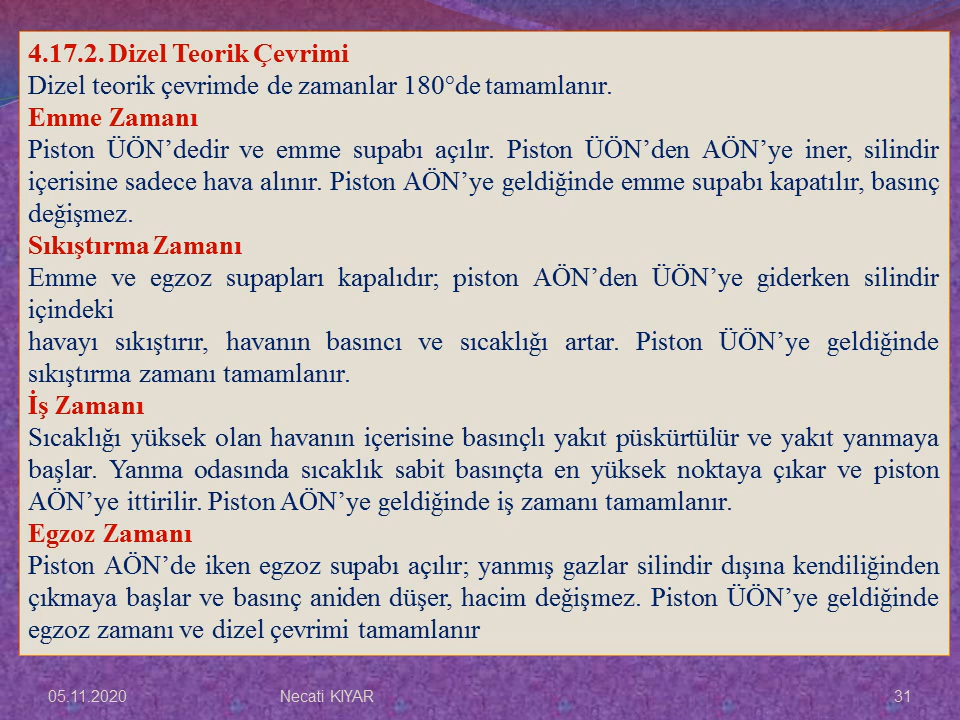 4.17.2. Dizel Teorik Çevrimi
Dizel teorik çevrimde de zamanlar 180°de tamamlanır.
Emme Zamanı
Piston ÜÖN’dedir ve emme supabı açılır. Piston ÜÖN’den AÖN’ye iner, silindir
içerisine sadece hava alınır. Piston AÖN’ye geldiğinde emme supabı kapatılır, basınç
değişmez.
Sıkıştırma Zamanı
Emme ve egzoz supapları kapalıdır; piston AÖN’den ÜÖN’ye giderken silindir
içindeki
havayı sıkıştırır, havanın basıncı ve sıcaklığı artar. Piston ÜÖN’ye geldiğinde
sıkıştırma zamanı tamamlanır.
İş Zamanı
Sıcaklığı yüksek olan havanın içerisine basınçlı yakıt püskürtülür ve yakıt yanmaya
başlar. Yanma odasında sıcaklık sabit basınçta en yüksek noktaya çıkar ve piston
AÖN’ye ittirilir. Piston AÖN’ye geldiğinde iş zamanı tamamlanır.
Egzoz Zamanı
Piston AÖN’de iken egzoz supabı açılır; yanmış gazlar silindir dışına kendiliğinden
çıkmaya başlar ve basınç aniden düşer, hacim değişmez. Piston ÜÖN’ye geldiğinde
egzoz zamanı ve dizel çevrimi tamamlanır
05.11.2020 Necati KIYAR 31